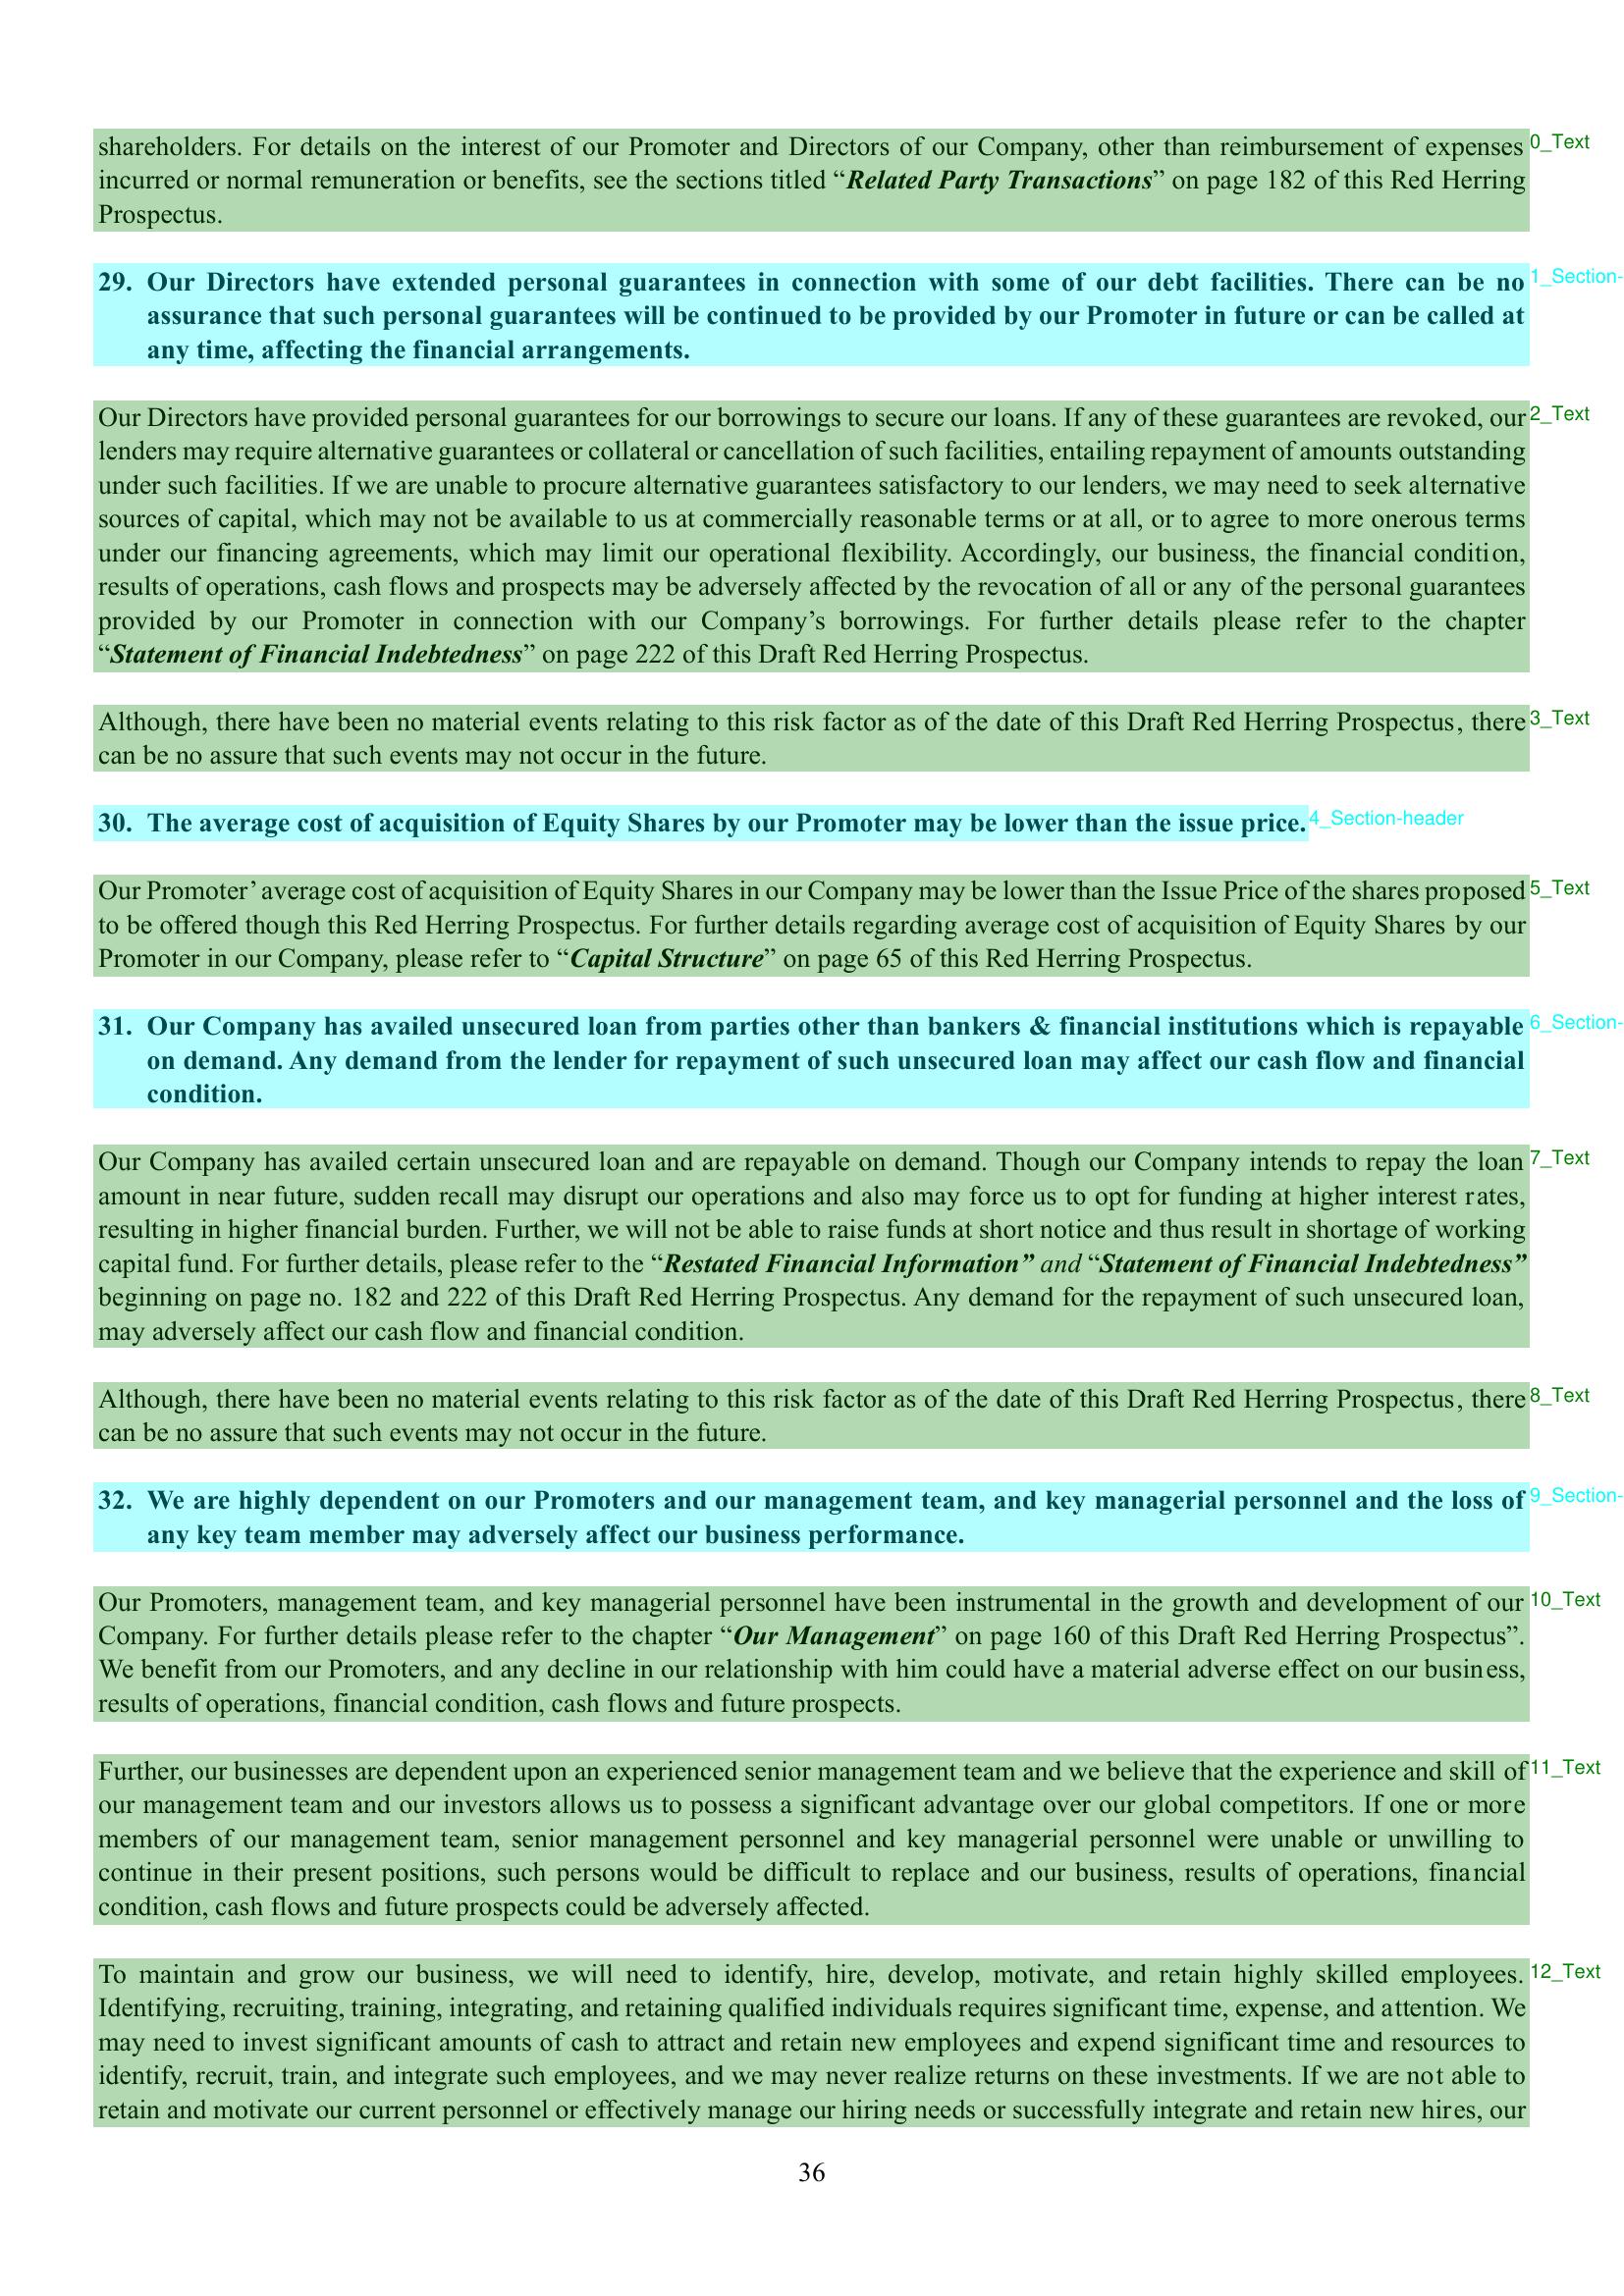 shareholders. For details on the interest of our Promoter and Directors of our Company, other than reimbursement of expenses 0_Text
incurred or normal remuneration or benefits, see the sections titled “Related Party Transactions” on page 182 of this Red Herring
Prospectus.
29. Our Directors have extended personal guarantees in connection with some of our debt facilities. There can be no 1_Section-
assurance that such personal guarantees will be continued to be provided by our Promoter in future or can be called at
any time, affecting the financial arrangements.
Our Directors have provided personal guarantees for our borrowings to secure our loans. If any of these guarantees are revoked, our 2_Text
lenders may require alternative guarantees or collateral or cancellation of such facilities, entailing repayment of amounts outstanding
under such facilities. If we are unable to procure alternative guarantees satisfactory to our lenders, we may need to seek alternative
sources of capital, which may not be available to us at commercially reasonable terms or at all, or to agree to more onerous terms
under our financing agreements, which may limit our operational flexibility. Accordingly, our business, the financial condition,
results of operations, cash flows and prospects may be adversely affected by the revocation of all or any of the personal guarantees
provided by our Promoter in connection with our Company’s borrowings. For further details please refer to the chapter
“Statement of Financial Indebtedness” on page 222 of this Draft Red Herring Prospectus.
Although, there have been no material events relating to this risk factor as of the date of this Draft Red Herring Prospectus, there 3_Text
can be no assure that such events may not occur in the future.
30. The average cost of acquisition of Equity Shares by our Promoter may be lower than the issue price. 4_Section-header
Our Promoter’ average cost of acquisition of Equity Shares in our Company may be lower than the Issue Price of the shares proposed 5_Text
to be offered though this Red Herring Prospectus. For further details regarding average cost of acquisition of Equity Shares by our
Promoter in our Company, please refer to “Capital Structure” on page 65 of this Red Herring Prospectus.
31. Our Company has availed unsecured loan from parties other than bankers & financial institutions which is repayable 6_Section-
on demand. Any demand from the lender for repayment of such unsecured loan may affect our cash flow and financial
condition.
Our Company has availed certain unsecured loan and are repayable on demand. Though our Company intends to repay the loan 7_Text
amount in near future, sudden recall may disrupt our operations and also may force us to opt for funding at higher interest rates,
resulting in higher financial burden. Further, we will not be able to raise funds at short notice and thus result in shortage of working
capital fund. For further details, please refer to the “Restated Financial Information” and “Statement of Financial Indebtedness”
beginning on page no. 182 and 222 of this Draft Red Herring Prospectus. Any demand for the repayment of such unsecured loan,
may adversely affect our cash flow and financial condition.
Although, there have been no material events relating to this risk factor as of the date of this Draft Red Herring Prospectus, there 8_Text
can be no assure that such events may not occur in the future.
32. We are highly dependent on our Promoters and our management team, and key managerial personnel and the loss of 9_Section-
any key team member may adversely affect our business performance.
Our Promoters, management team, and key managerial personnel have been instrumental in the growth and development of our 10_Text
Company. For further details please refer to the chapter “Our Management” on page 160 of this Draft Red Herring Prospectus”.
We benefit from our Promoters, and any decline in our relationship with him could have a material adverse effect on our business,
results of operations, financial condition, cash flows and future prospects.
Further, our businesses are dependent upon an experienced senior management team and we believe that the experience and skill of 11_Text
our management team and our investors allows us to possess a significant advantage over our global competitors. If one or more
members of our management team, senior management personnel and key managerial personnel were unable or unwilling to
continue in their present positions, such persons would be difficult to replace and our business, results of operations, financial
condition, cash flows and future prospects could be adversely affected.
To maintain and grow our business, we will need to identify, hire, develop, motivate, and retain highly skilled employees. 12_Text
Identifying, recruiting, training, integrating, and retaining qualified individuals requires significant time, expense, and attention. We
may need to invest significant amounts of cash to attract and retain new employees and expend significant time and resources to
identify, recruit, train, and integrate such employees, and we may never realize returns on these investments. If we are not able to
retain and motivate our current personnel or effectively manage our hiring needs or successfully integrate and retain new hires, our
36